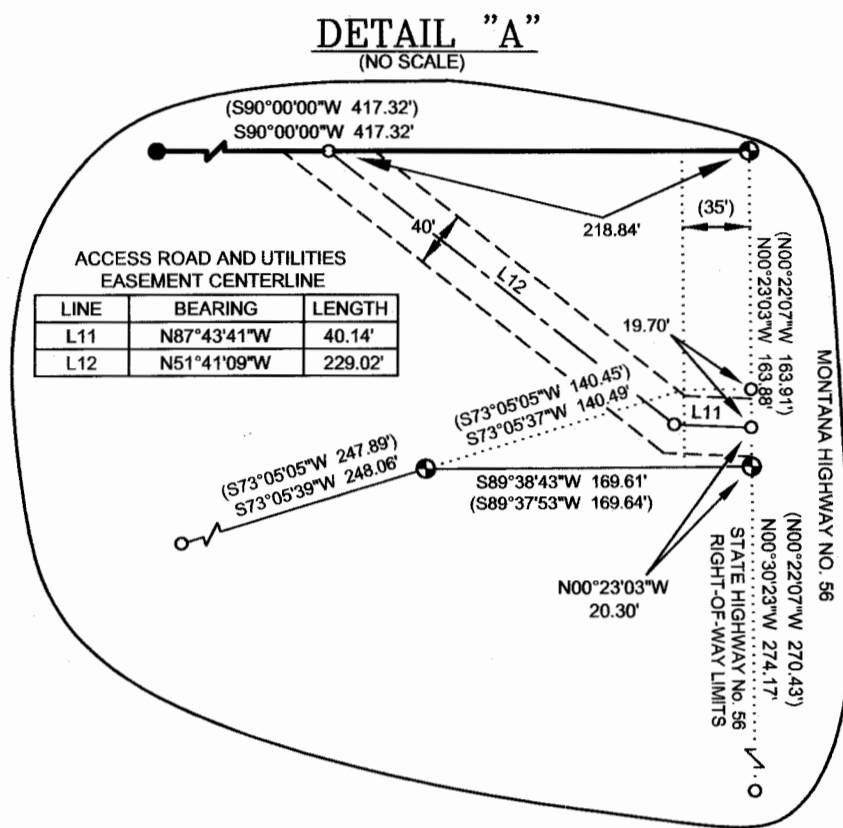 DETAIL "A"
(NO SCALE)
(S90°00'00"W 417.32')
S90°00'00"W 417.32'
218.84'
(35')
40'
L12
ACCESS ROAD AND UTILITIES
EASEMENT CENTERLINE
LINE BEARING LENGTH
L11 N87°43'41"W 40.14'
L12 N51°41'09"W 229.02'
(N00°22'07"W 163.91')
N00°23'03"W 163.88'
19.70'
MONTANA HIGHWAY NO. 56
L11
(S73°05'05"W 140.45')
S73°05'37"W 140.49'
(S73°05'05"W 247.89')
S73°05'39"W 248.06'
S89°38'43"W 169.61'
(S89°37'53"W 169.64')
N00°23'03"W
20.30'
(N00°22'07"W 270.43')
N00°30'23"W 274.17'
STATE HIGHWAY No. 56
RIGHT-OF-WAY LIMITS